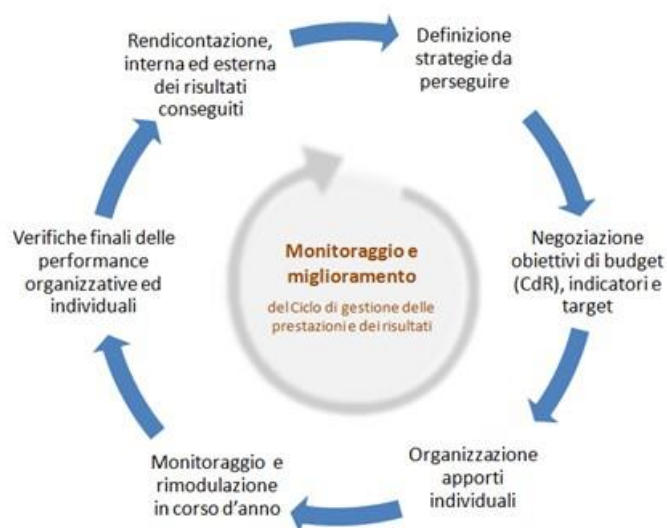 Rendicontazione,
interna ed esterna
dei risultati
conseguiti
Definizione
strategie da
perseguire
Negoziazione
obiettivi di budget
(CdR), indicatori e
target
Organizzazione
apporti
individuali
Monitoraggio e
rimodulazione
in corso d’anno
Verifiche finali delle
performance
organizzative ed
individuali
Monitoraggio e
miglioramento
del Ciclo di gestione delle
prestazioni e dei risultati